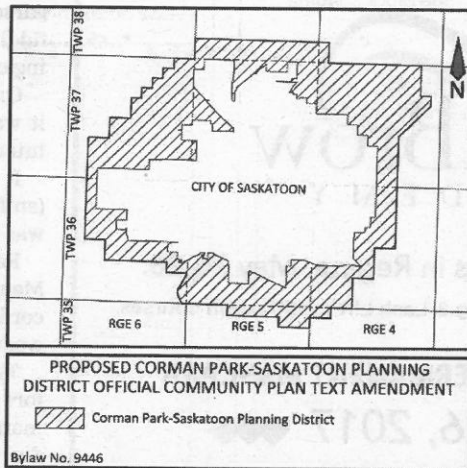 TWP 38
N
TWP 37
CITY OF SASKATOON
TWP 36
TWP 35
RGE 6
RGE 5
RGE 4
PROPOSED CORMAN PARK-SASKATOON PLANNING
DISTRICT OFFICIAL COMMUNITY PLAN TEXT AMENDMENT
Corman Park-Saskatoon Planning District
Bylaw No. 9446